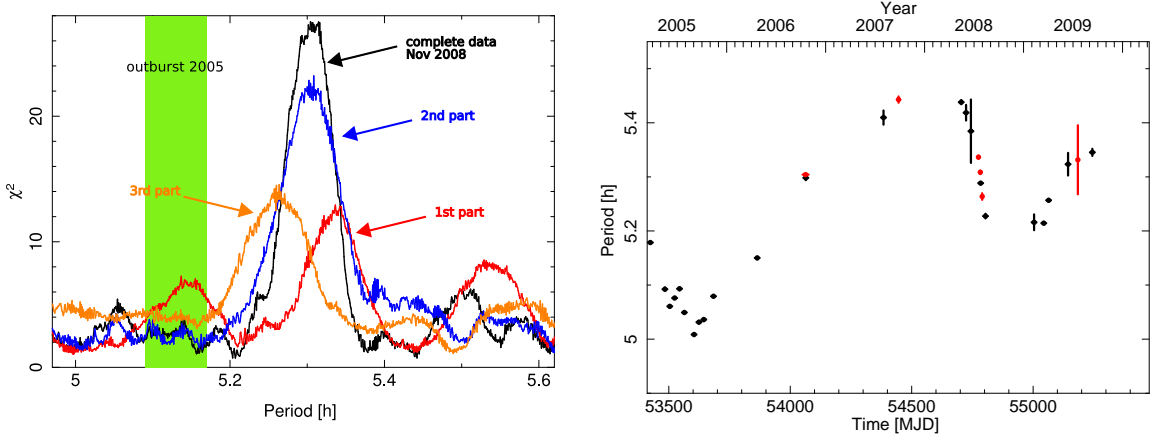 outburst 2005
complete data
Nov 2008
2nd part
3rd part
1st part
χ²
0
10
20
5
5.2
5.4
5.6
Period [h]
Year
2005
2006
2007
2008
2009
Period [h]
5.4
5.2
5
53500
54000
54500
55000
Time [MJD]